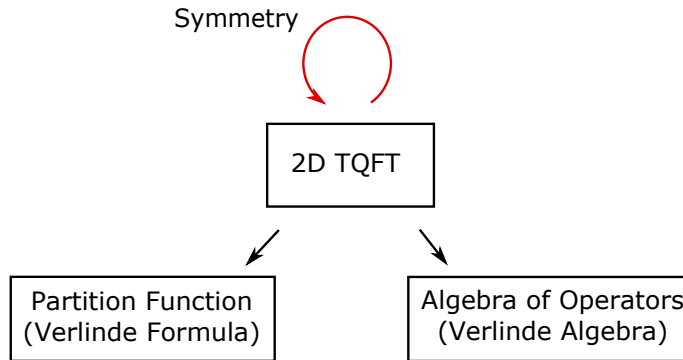 Symmetry
2D TQFT
Partition Function
(Verlinde Formula)
Algebra of Operators
(Verlinde Algebra)